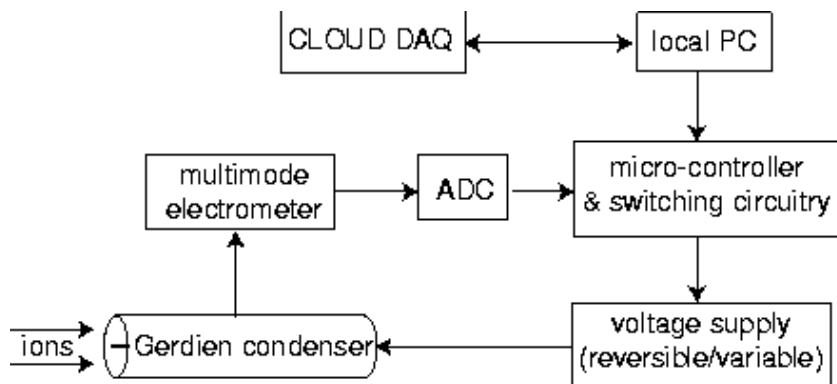 CLOUD DAQ
local PC
multimode
electrometer
ADC
micro-controller
& switching circuitry
ions
Gerdien condenser
voltage supply
(reversible/variable)